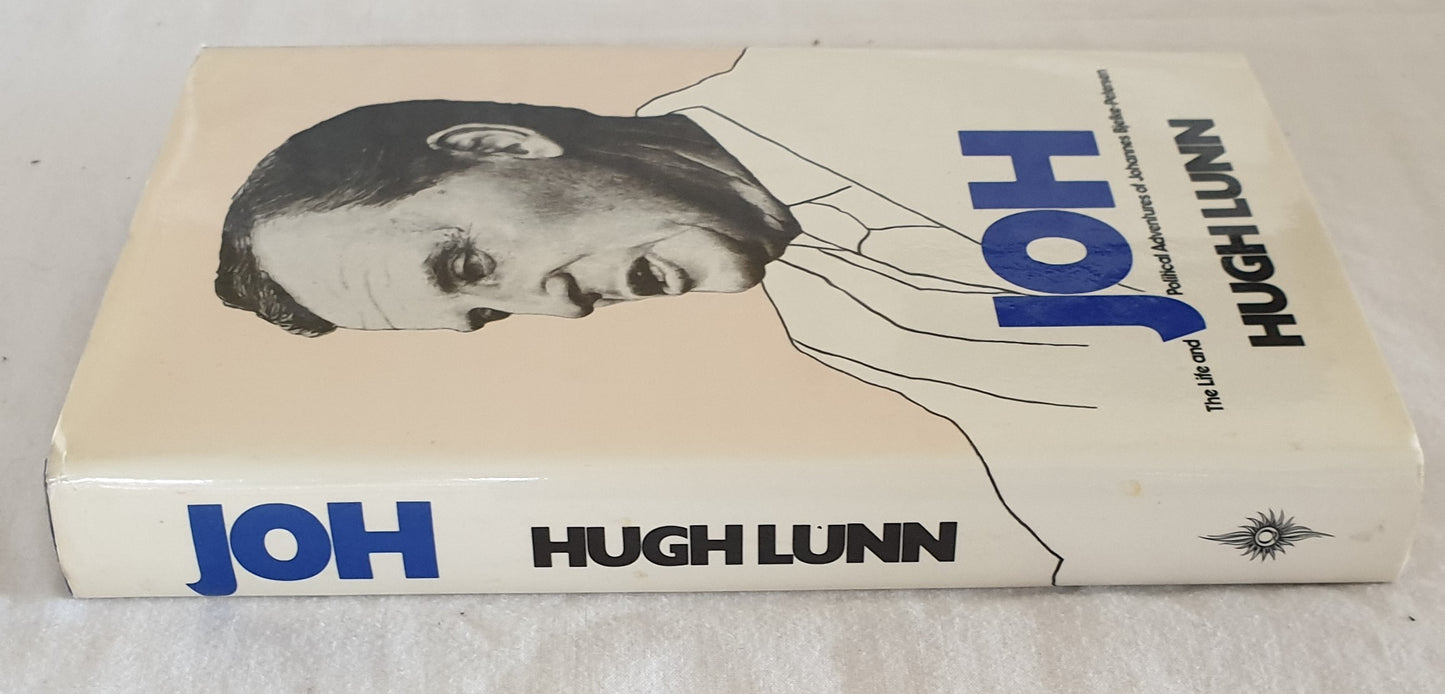 JOH
The Life and Political Adventures of Johannes Bjelke-Petersen
HUGH LUNN
JOH HUGH LUNN